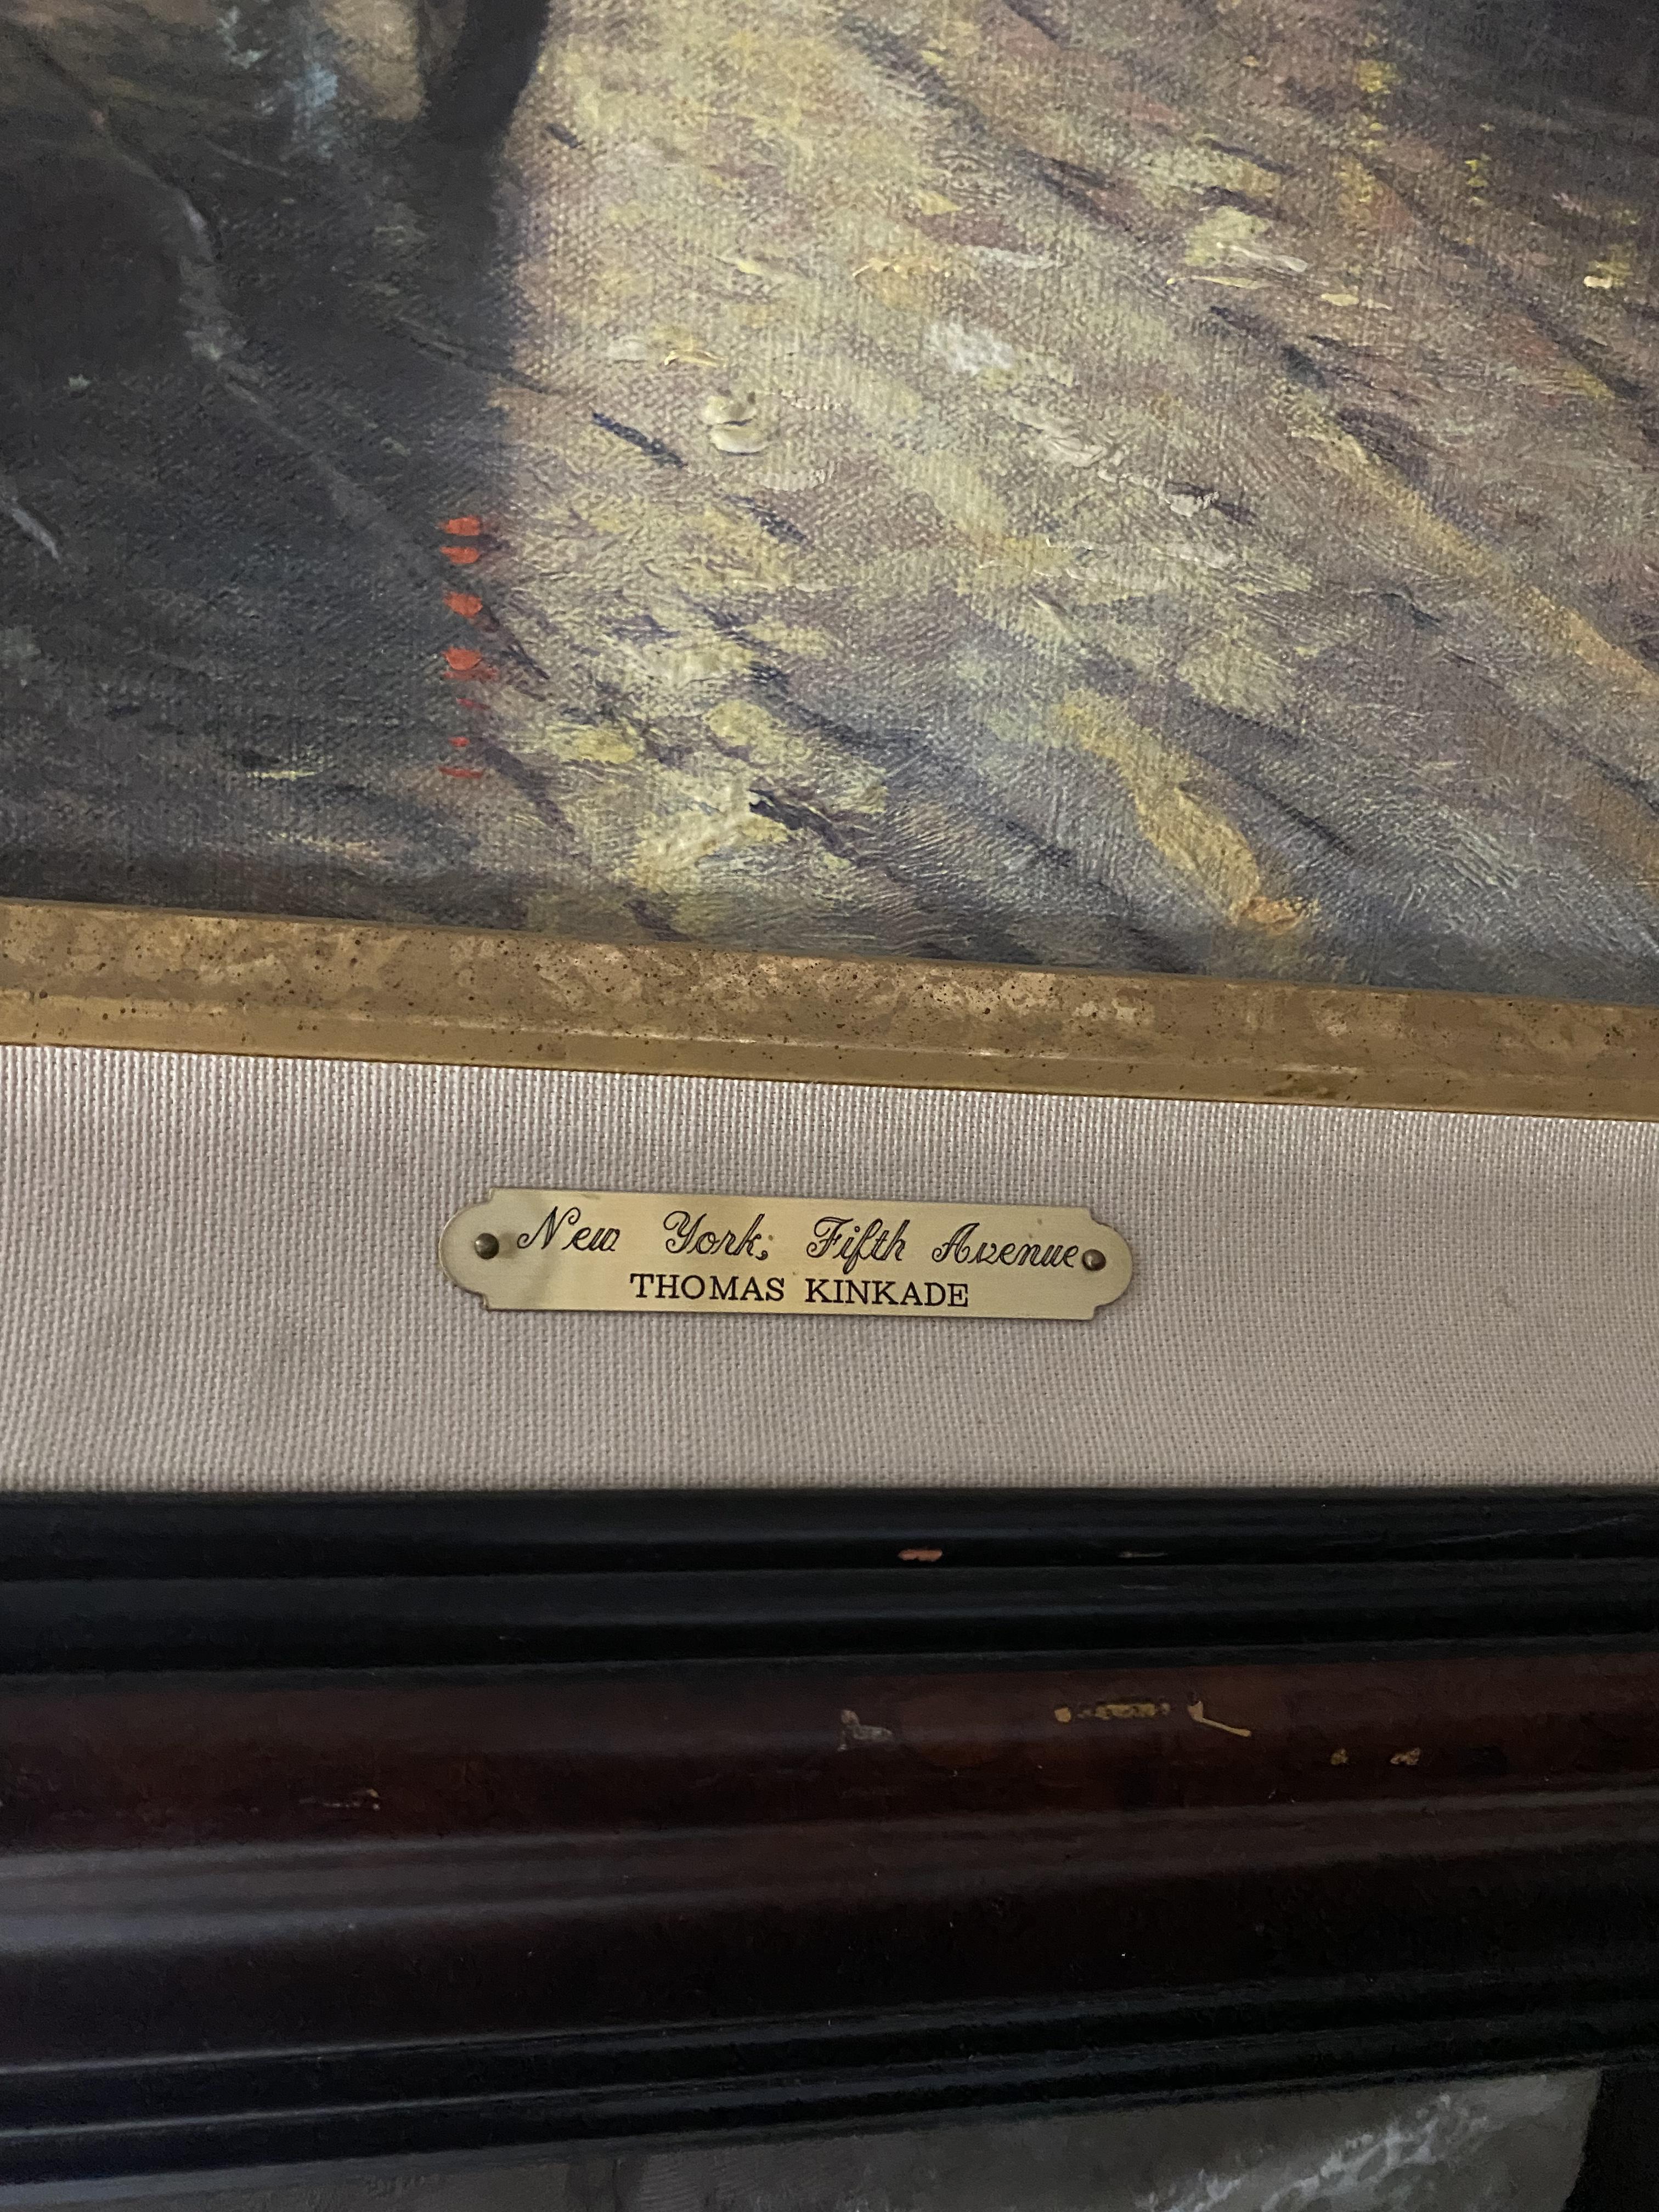 New York, Fifth Avenue
THOMAS KINKADE